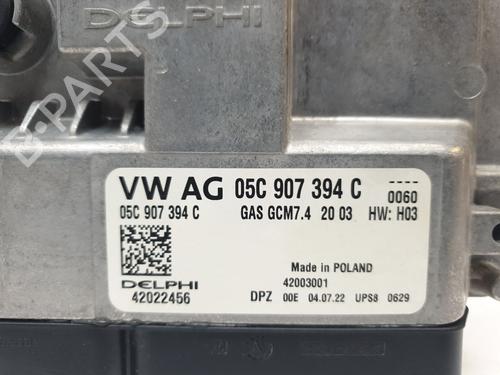 DELPHI
B-PARTS
VW AG 05C 907 394 C ----
0060
05C 907 394 C GAS GCM7.4 20 03 HW: H03
Made in POLAND
42003001
DELPHI
42022456 DPZ 00E 04.07.22 UPS8 0629